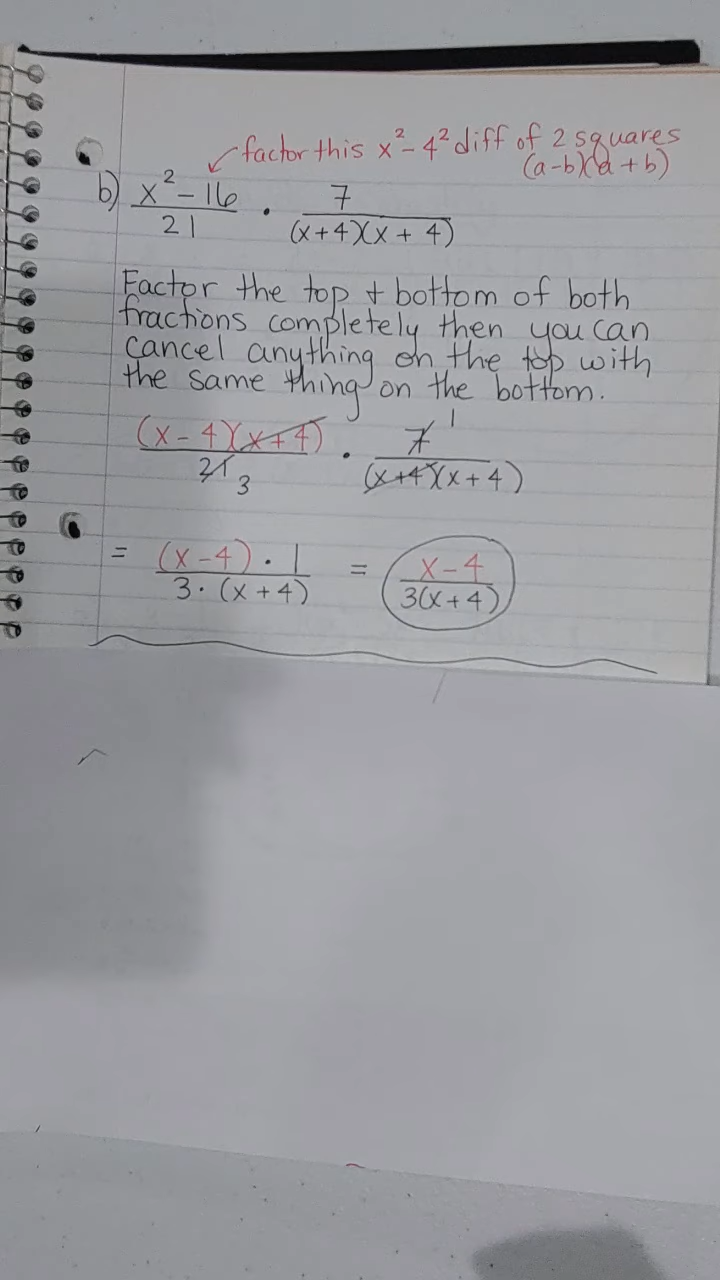 factor this x² - 4² diff of 2 squares
(a-b)(a+b)
b) x² - 16 / 21 · 7 / (x+4)(x+4)
Factor the top + bottom of both
fractions completely then you can
cancel anything on the top with
the same thing on the bottom.
(x-4)(x+4) / 21 3 · 7 1 / (x+4)(x+4)
= (x-4) · 1 / 3 · (x+4) = x-4 / 3(x+4)